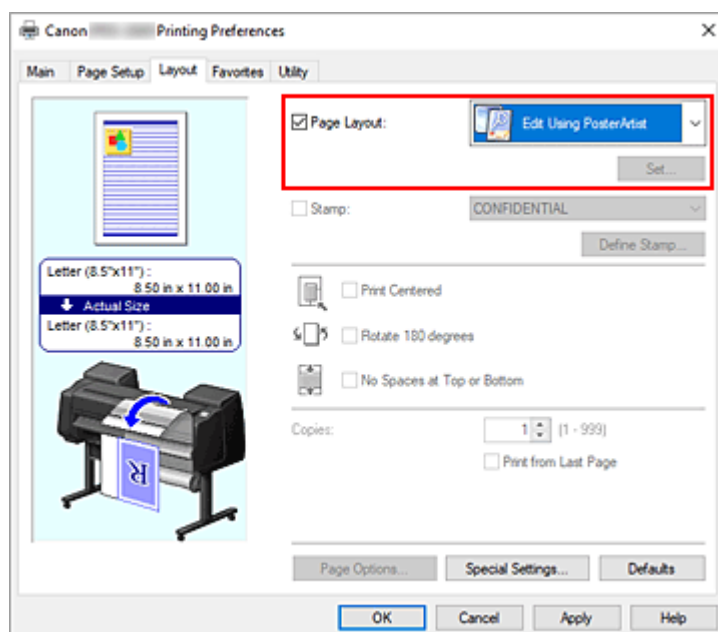 Canon Printing Preferences
Main Page Setup Layout Favorites Utility
Page Layout: Edit Using PosterArtist
Set...
Stamp: CONFIDENTIAL
Define Stamp...
Letter (8.5"x11") :
8.50 in x 11.00 in
Actual Size
Letter (8.5"x11") :
8.50 in x 11.00 in
Print Centered
Rotate 180 degrees
No Spaces at Top or Bottom
Copies: 1 (1 - 999)
Print from Last Page
R
Page Options... Special Settings... Defaults
OK Cancel Apply Help